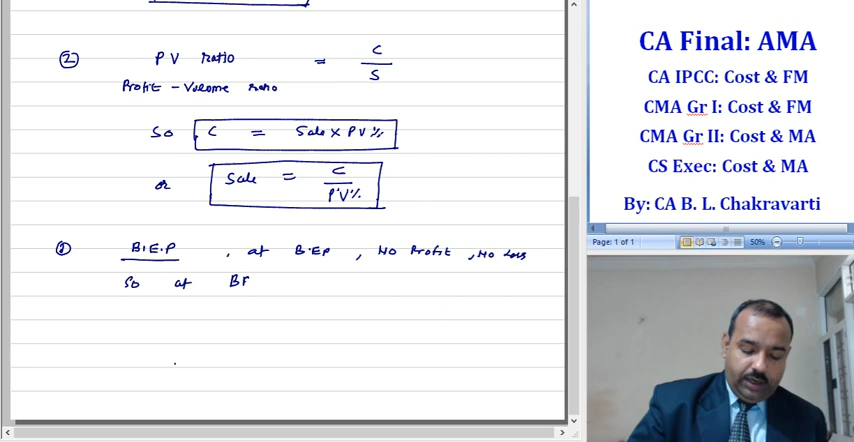 ② PV ratio = C / S
Profit - Volume ratio
So C = Sale x PV%
or Sale = C / PV%
③ B.E.P , at B.EP , No Profit , No Loss
So at BE
CA Final: AMA
CA IPCC: Cost & FM
CMA Gr I: Cost & FM
CMA Gr II: Cost & MA
CS Exec: Cost & MA
By: CA B. L. Chakravarti
Page: 1 of 1
50%